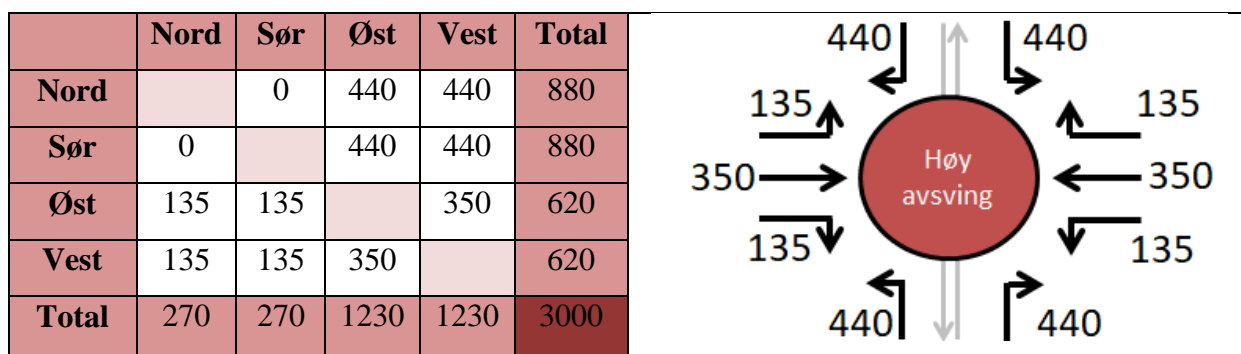 Nord Sør Øst Vest Total
Nord 0 440 440 880
Sør 0 440 440 880
Øst 135 135 350 620
Vest 135 135 350 620
Total 270 270 1230 1230 3000
440 440
135 135
350 Høy avsving 350
135 135
440 440